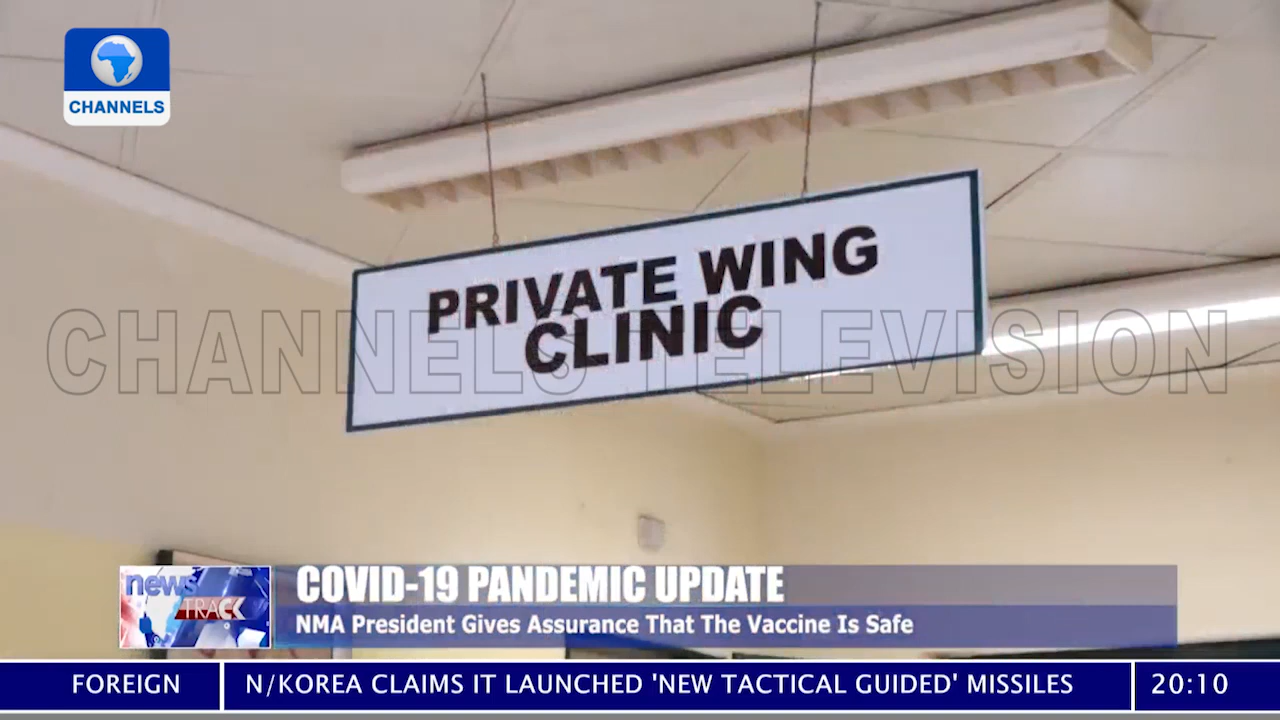 CHANNELS
PRIVATE WING
CLINIC
CHANNELS TELEVISION
news
TRACK
COVID-19 PANDEMIC UPDATE
NMA President Gives Assurance That The Vaccine Is Safe
FOREIGN
N/KOREA CLAIMS IT LAUNCHED 'NEW TACTICAL GUIDED' MISSILES
20:10